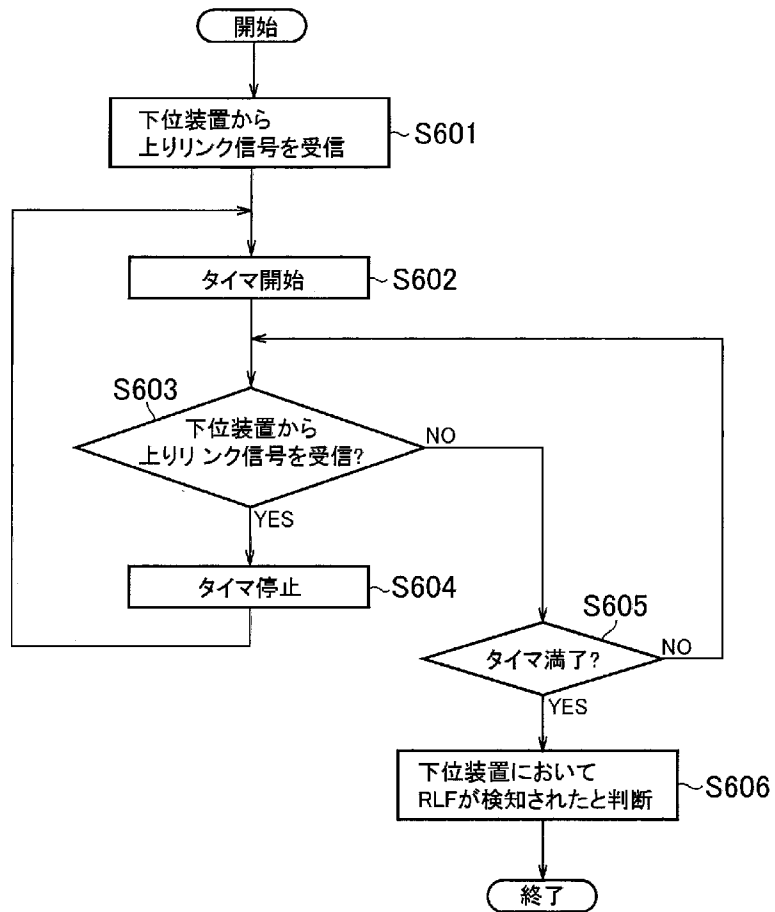 開始
下位装置から
上りリンク信号を受信
S601
タイマ開始
S602
S603
下位装置から
上りリンク信号を受信?
NO
YES
タイマ停止
S604
S605
タイマ満了?
NO
YES
下位装置において
RLFが検知されたと判断
S606
終了